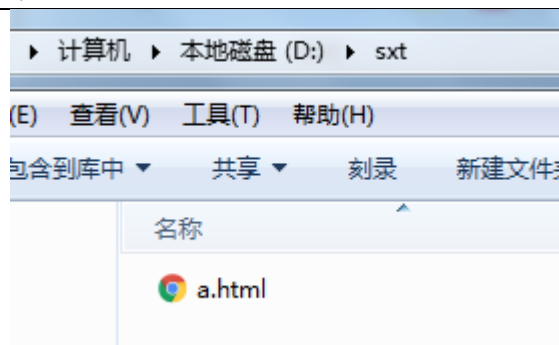 计算机 本地磁盘 (D:) sxt
(E) 查看(V) 工具(T) 帮助(H)
包含到库中 共享 刻录 新建文件夹
名称
a.html